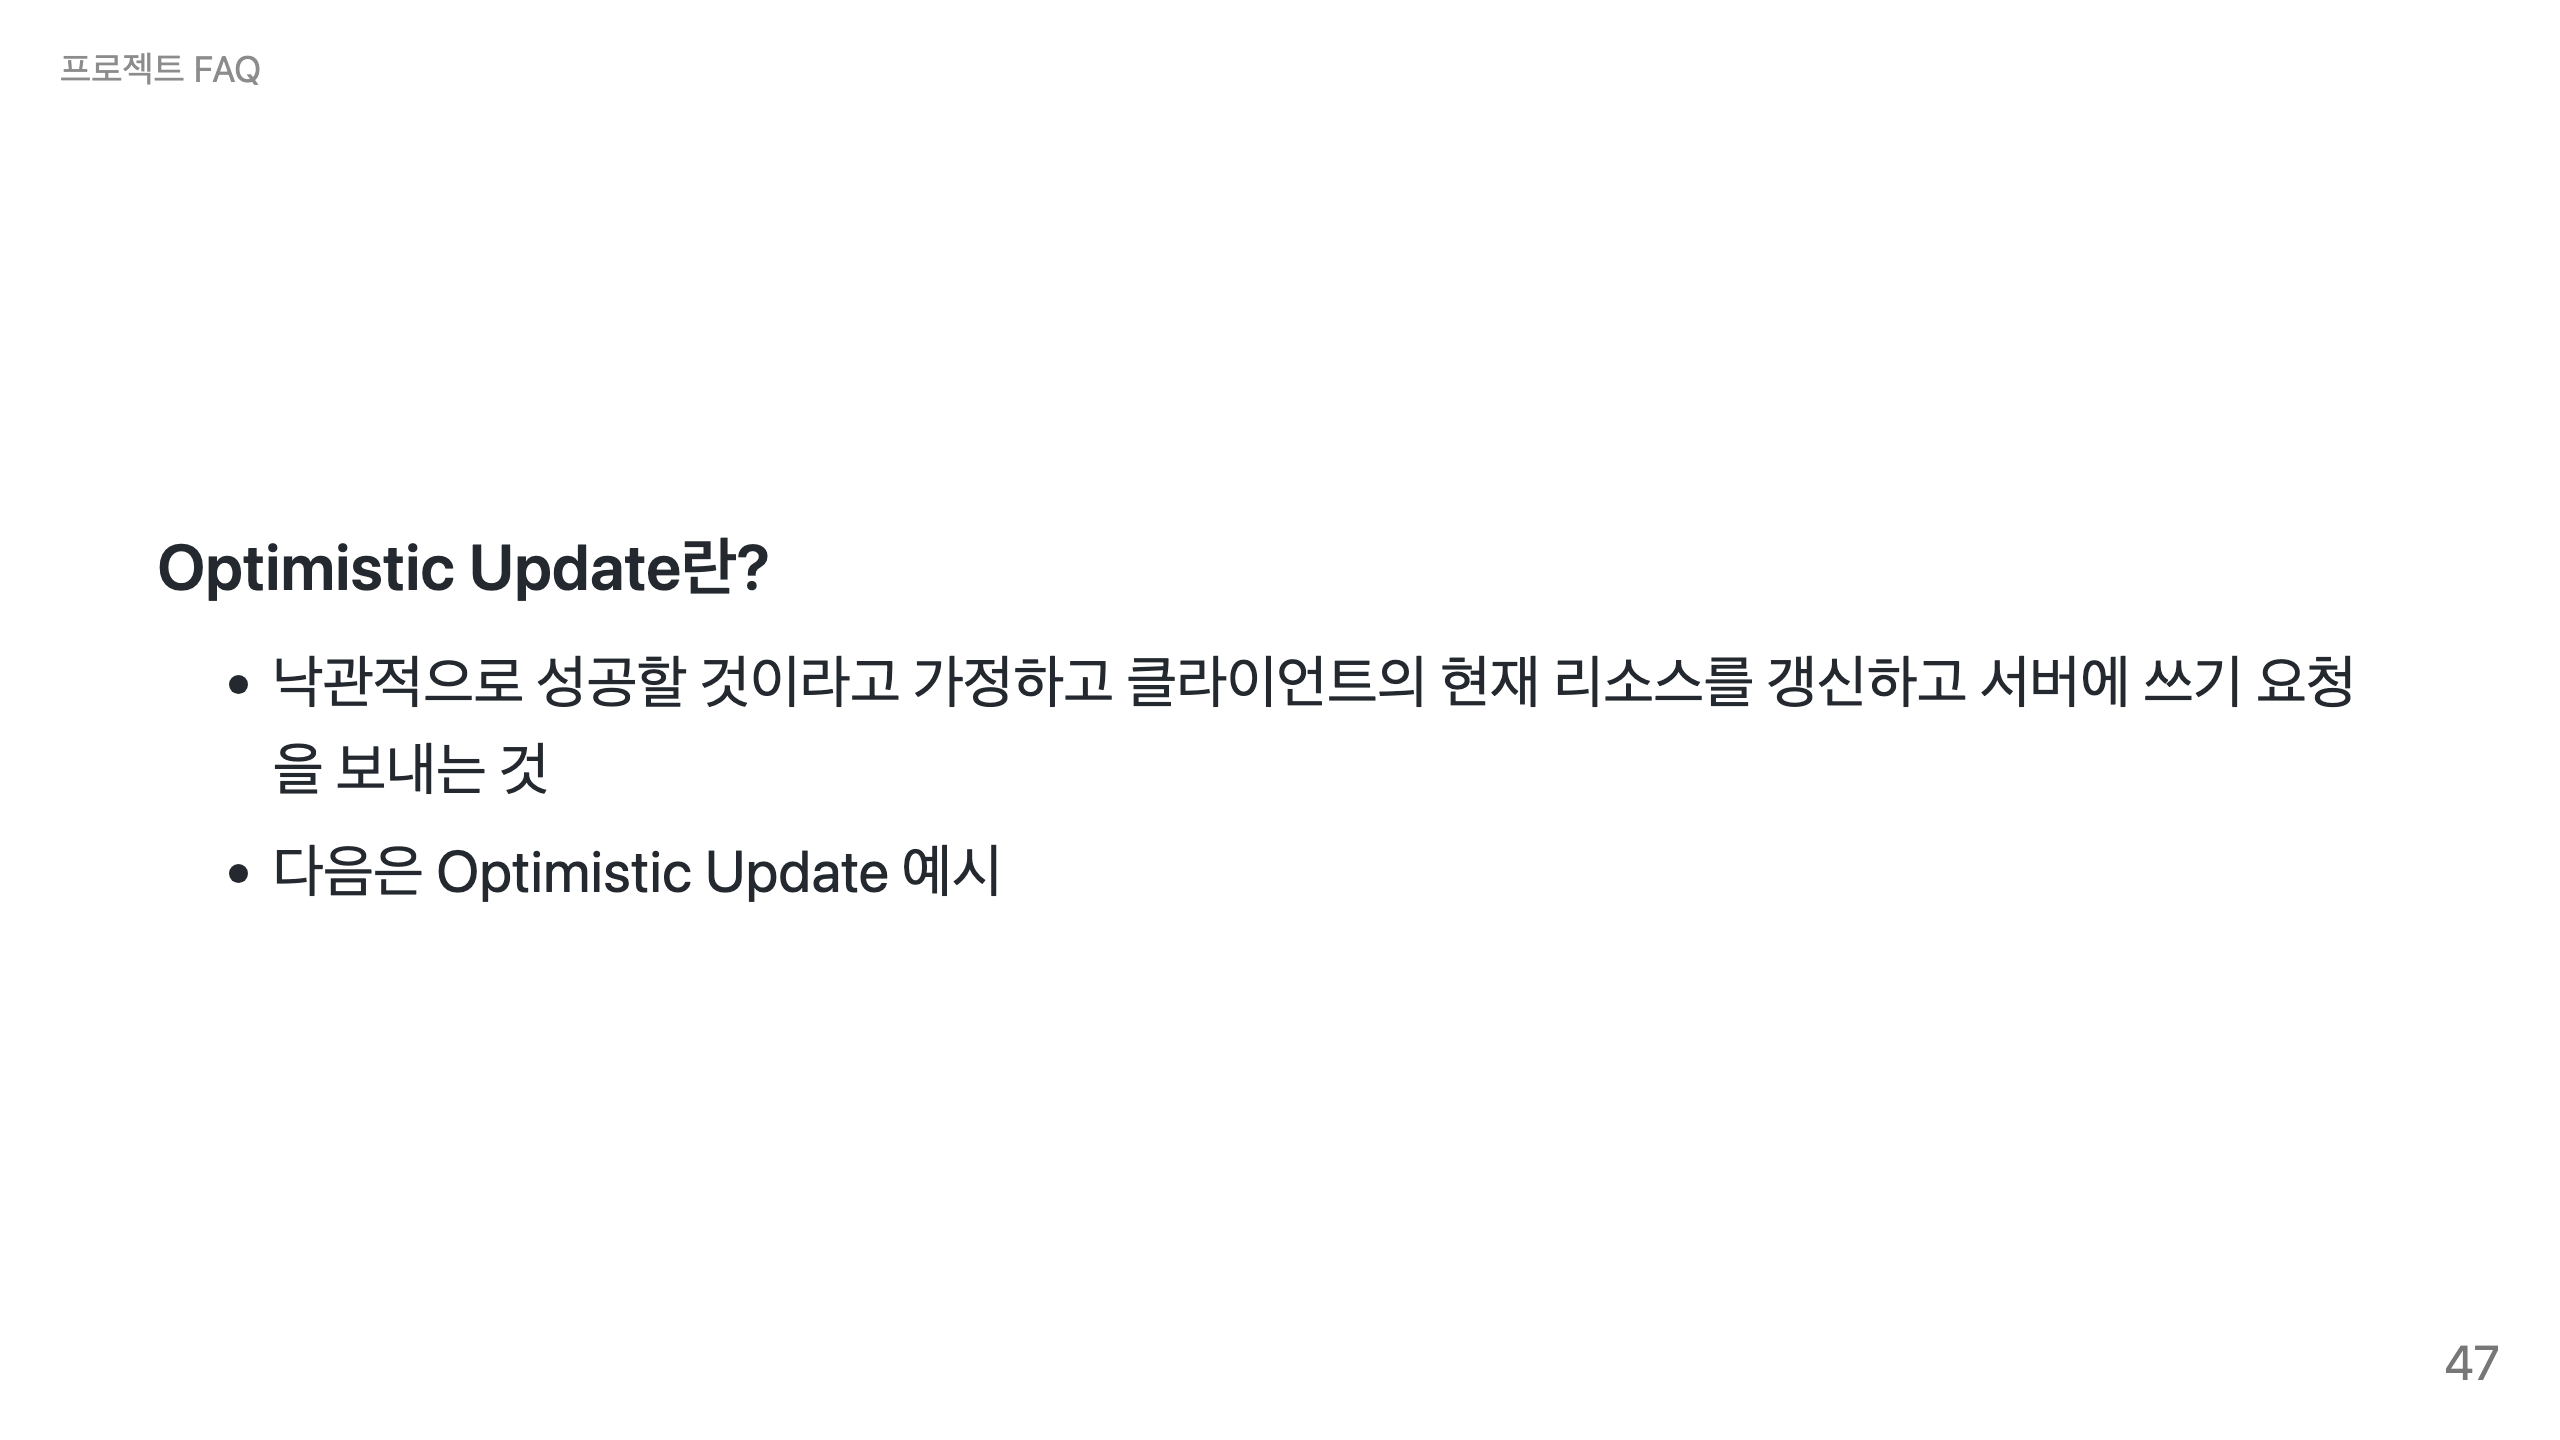 프로젝트 FAQ
Optimistic Update란?
• 낙관적으로 성공할 것이라고 가정하고 클라이언트의 현재 리소스를 갱신하고 서버에 쓰기 요청
을 보내는 것
• 다음은 Optimistic Update 예시
47